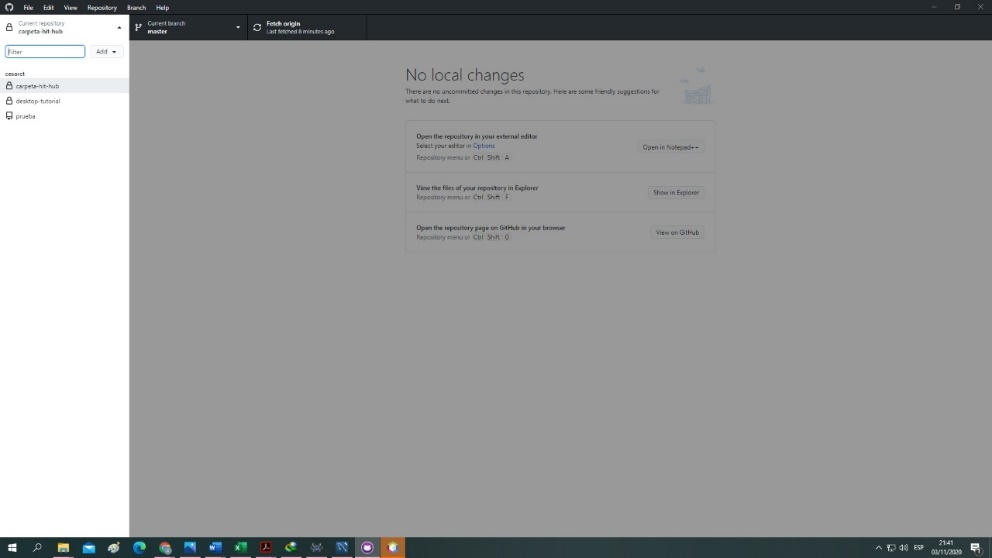 File Edit View Repository Branch Help
Current repository
carpeta-hit-hub
Current branch
master
Fetch origin
Last fetched 8 minutes ago
Filter
Add
cesarct
carpeta-hit-hub
desktop-tutorial
prueba
No local changes
There are no uncommitted changes in this repository. Here are some friendly suggestions for
what to do next.
Open the repository in your external editor
Select your editor in Options
Repository menu or Ctrl Shift A
Open in Notepad++
View the files of your repository in Explorer
Repository menu or Ctrl Shift F
Show in Explorer
Open the repository page on GitHub in your browser
Repository menu or Ctrl Shift G
View on GitHub
ESP
21:41
03/11/2020